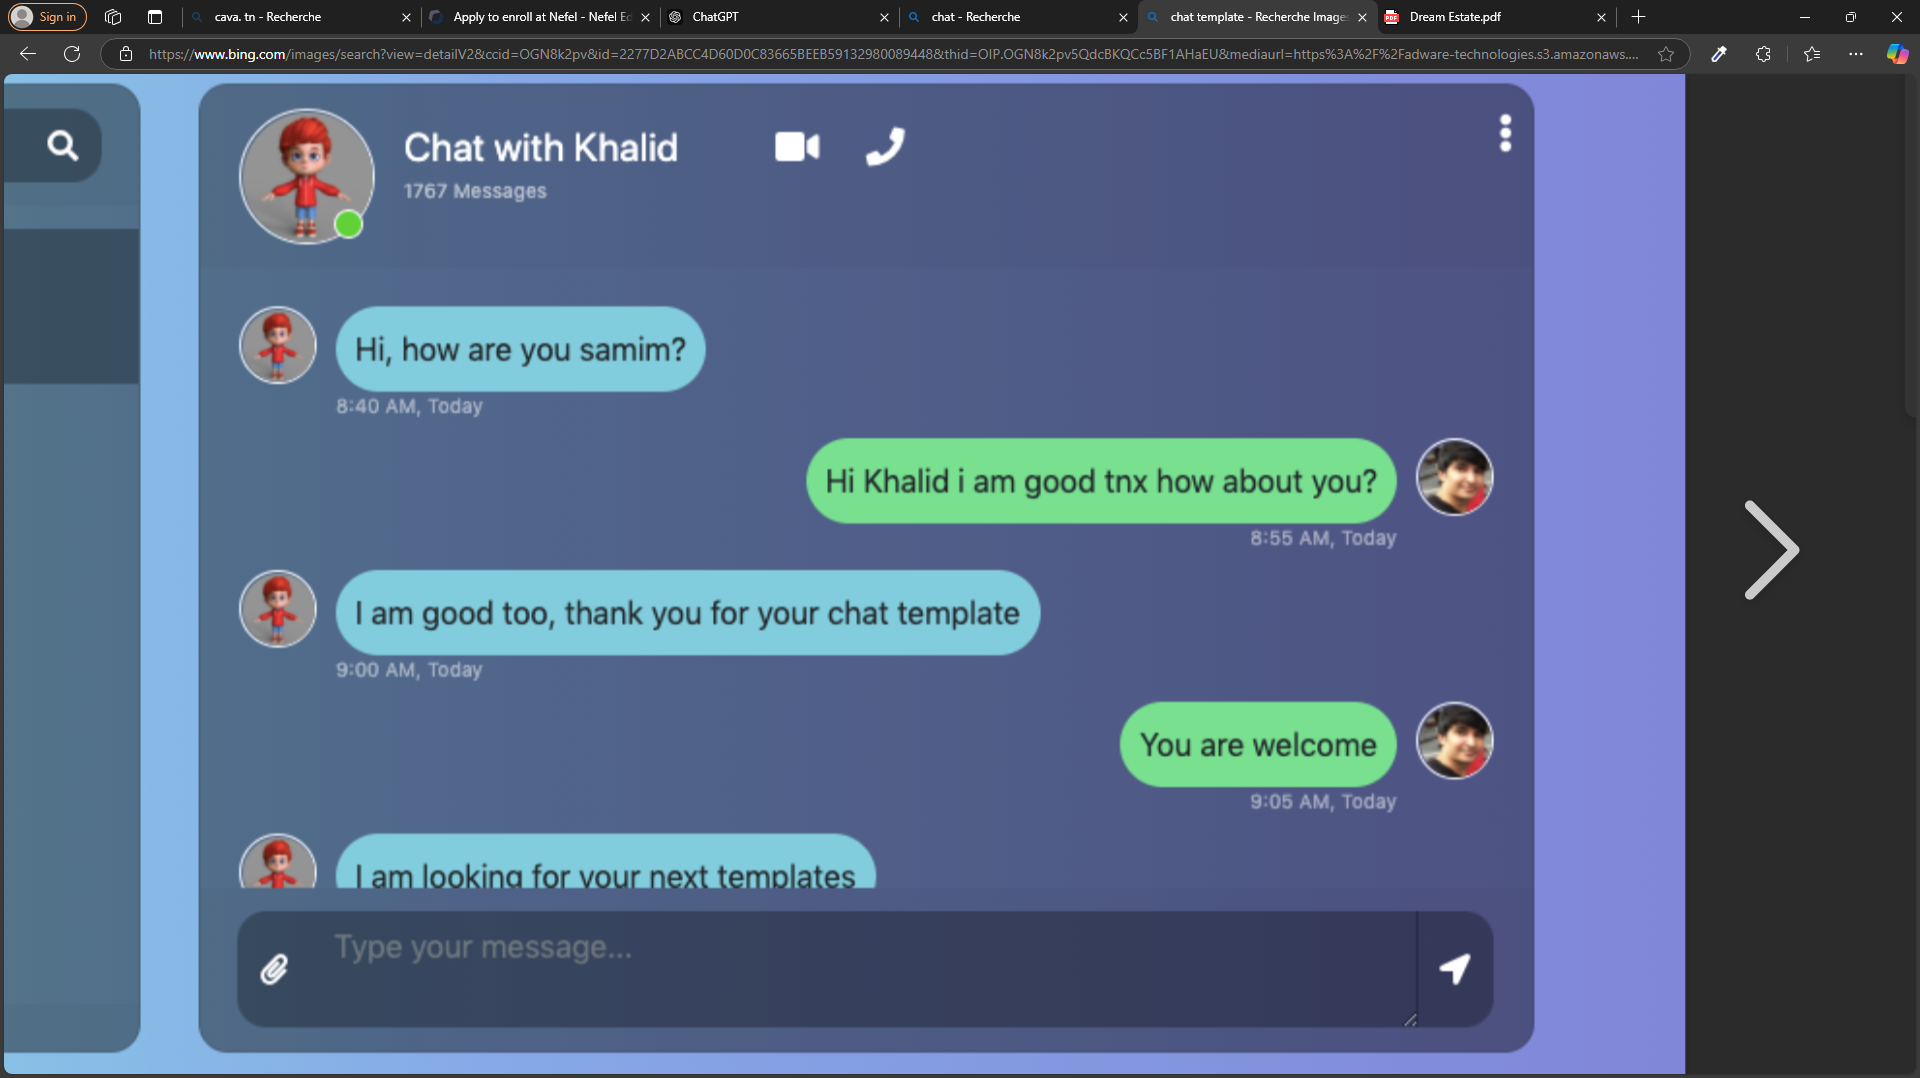 Sign in
cava. tn - Recherche
Apply to enroll at Nefel - Nefel Ed
ChatGPT
chat - Recherche
chat template - Recherche Images
Dream Estate.pdf
https://www.bing.com/images/search?view=detailV2&ccid=OGN8k2pv&id=2277D2ABCC4D60D0C83665BEEB59132980089448&thid=OIP.OGN8k2pv5QdcBKQCc5BF1AHaEU&mediaurl=https%3A%2F%2Fadware-technologies.s3.amazonaws....
Chat with Khalid
1767 Messages
Hi, how are you samim?
8:40 AM, Today
Hi Khalid i am good tnx how about you?
8:55 AM, Today
I am good too, thank you for your chat template
9:00 AM, Today
You are welcome
9:05 AM, Today
I am looking for your next templates
Type your message...